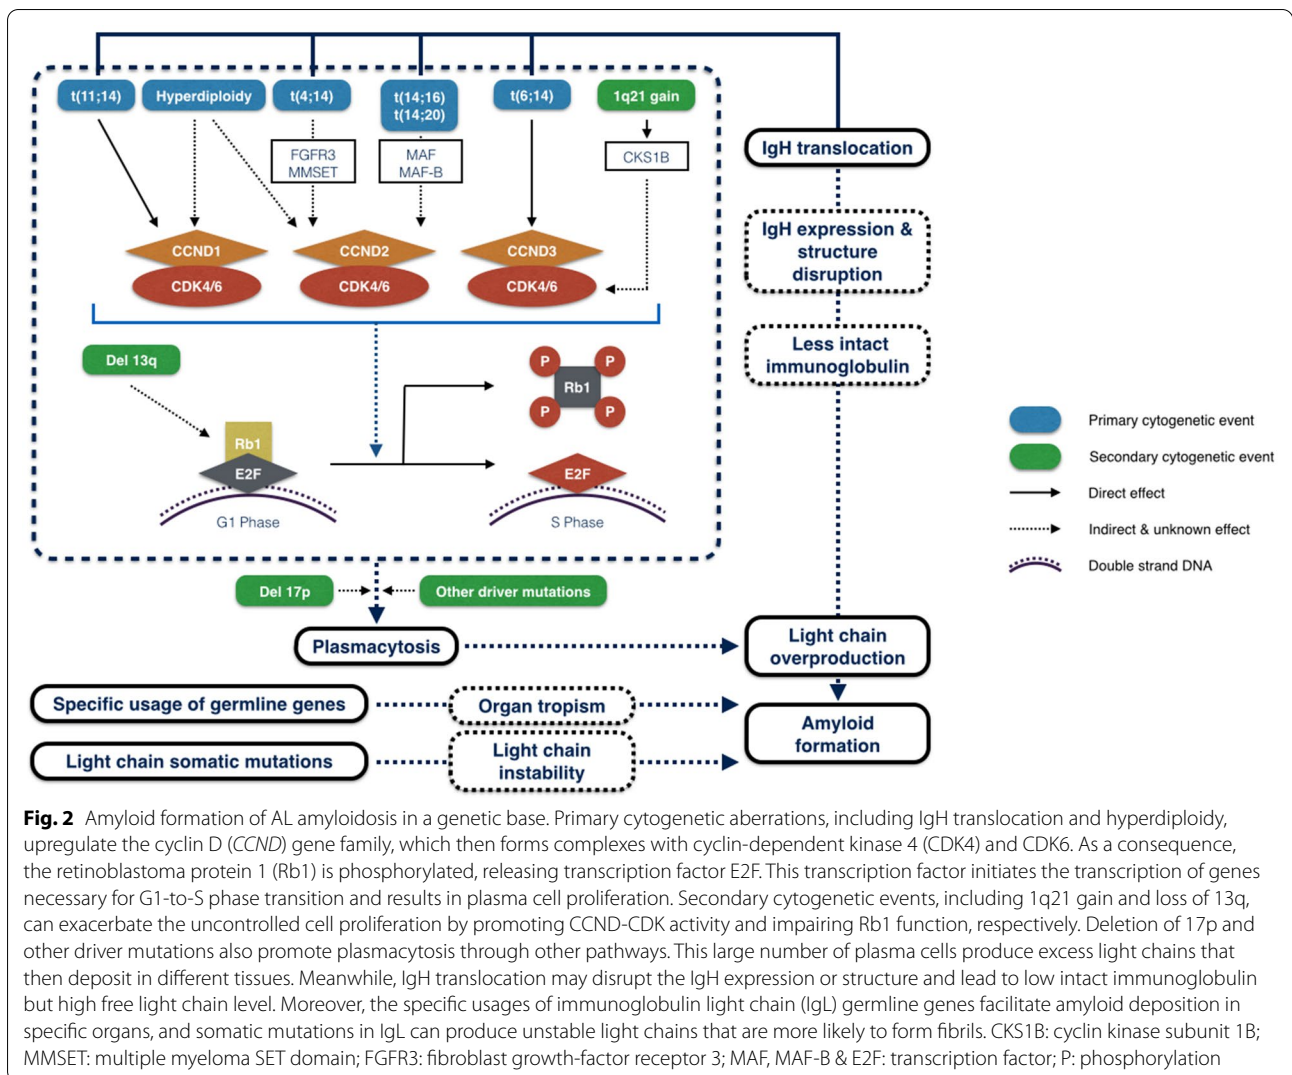 t(11;14)
Hyperdiploidy
t(4;14)
t(14;16)
t(14;20)
t(6;14)
1q21 gain
FGFR3
MMSET
MAF
MAF-B
CKS1B
CCND1
CDK4/6
CCND2
CDK4/6
CCND3
CDK4/6
Del 13q
Rb1
E2F
G1 Phase
P
P
Rb1
P
P
E2F
S Phase
IgH translocation
IgH expression &
structure
disruption
Less intact
immunoglobulin
Primary cytogenetic event
Secondary cytogenetic event
Direct effect
Indirect & unknown effect
Double strand DNA
Del 17p
Other driver mutations
Plasmacytosis
Light chain
overproduction
Specific usage of germline genes
Organ tropism
Amyloid
formation
Light chain somatic mutations
Light chain
instability
Fig. 2 Amyloid formation of AL amyloidosis in a genetic base. Primary cytogenetic aberrations, including IgH translocation and hyperdiploidy,
upregulate the cyclin D (CCND) gene family, which then forms complexes with cyclin-dependent kinase 4 (CDK4) and CDK6. As a consequence,
the retinoblastoma protein 1 (Rb1) is phosphorylated, releasing transcription factor E2F. This transcription factor initiates the transcription of genes
necessary for G1-to-S phase transition and results in plasma cell proliferation. Secondary cytogenetic events, including 1q21 gain and loss of 13q,
can exacerbate the uncontrolled cell proliferation by promoting CCND-CDK activity and impairing Rb1 function, respectively. Deletion of 17p and
other driver mutations also promote plasmacytosis through other pathways. This large number of plasma cells produce excess light chains that
then deposit in different tissues. Meanwhile, IgH translocation may disrupt the IgH expression or structure and lead to low intact immunoglobulin
but high free light chain level. Moreover, the specific usages of immunoglobulin light chain (IgL) germline genes facilitate amyloid deposition in
specific organs, and somatic mutations in IgL can produce unstable light chains that are more likely to form fibrils. CKS1B: cyclin kinase subunit 1B;
MMSET: multiple myeloma SET domain; FGFR3: fibroblast growth-factor receptor 3; MAF, MAF-B & E2F: transcription factor; P: phosphorylation